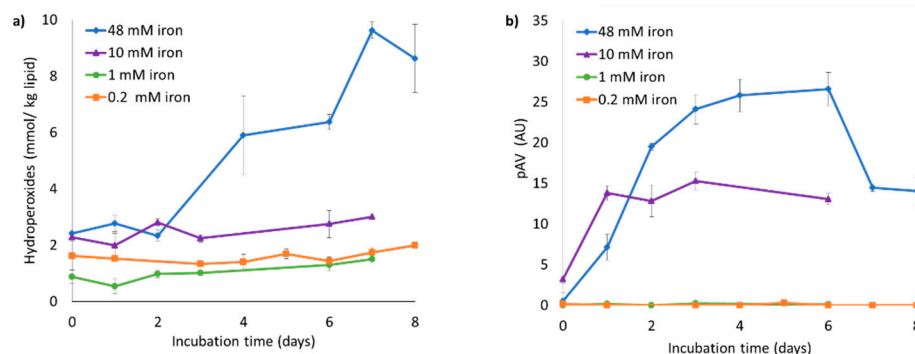 a)
10
8
6
4
2
0
Hydroperoxides (mmol/ kg lipid)
48 mM iron
10 mM iron
1 mM iron
0.2 mM iron
0 2 4 6 8
Incubation time (days)
b)
35
30
25
20
15
10
5
0
pAV (AU)
48 mM iron
10 mM iron
1 mM iron
0.2 mM iron
0 2 4 6 8
Incubation time (days)